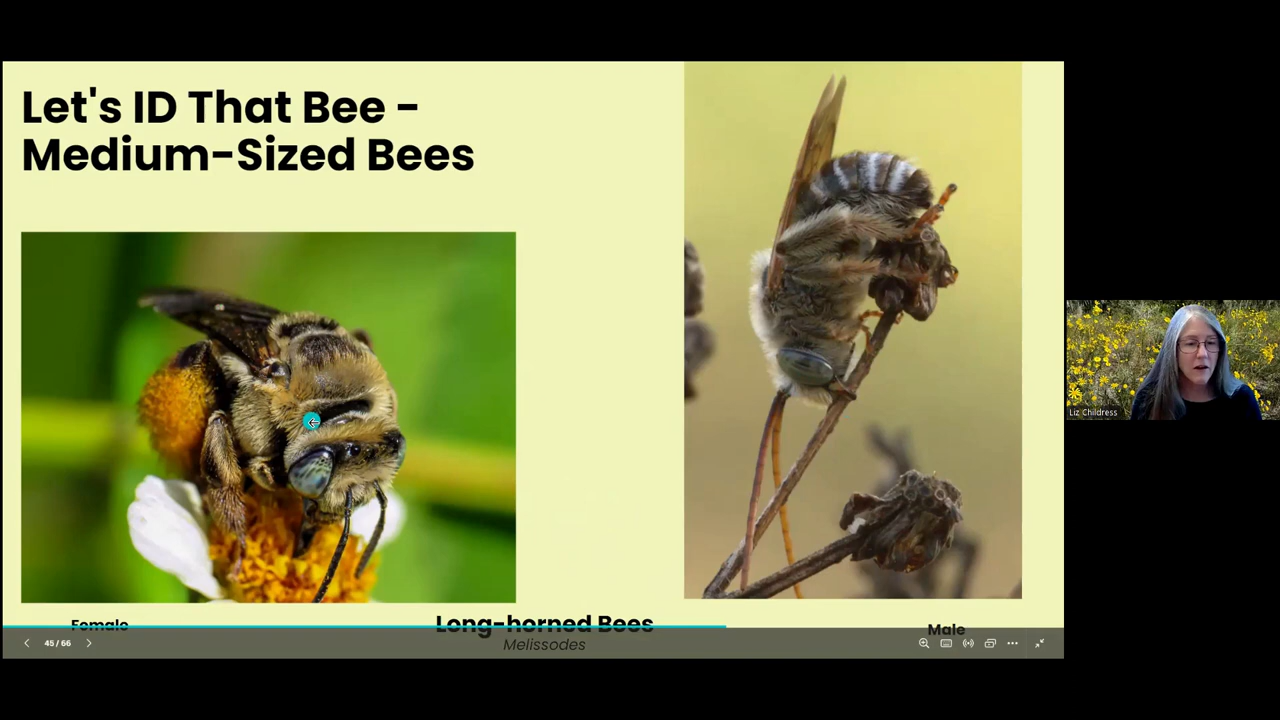 Let's ID That Bee -
Medium-Sized Bees
Female
Long-horned Bees
Melissodes
Male
45 / 66
Liz Childress